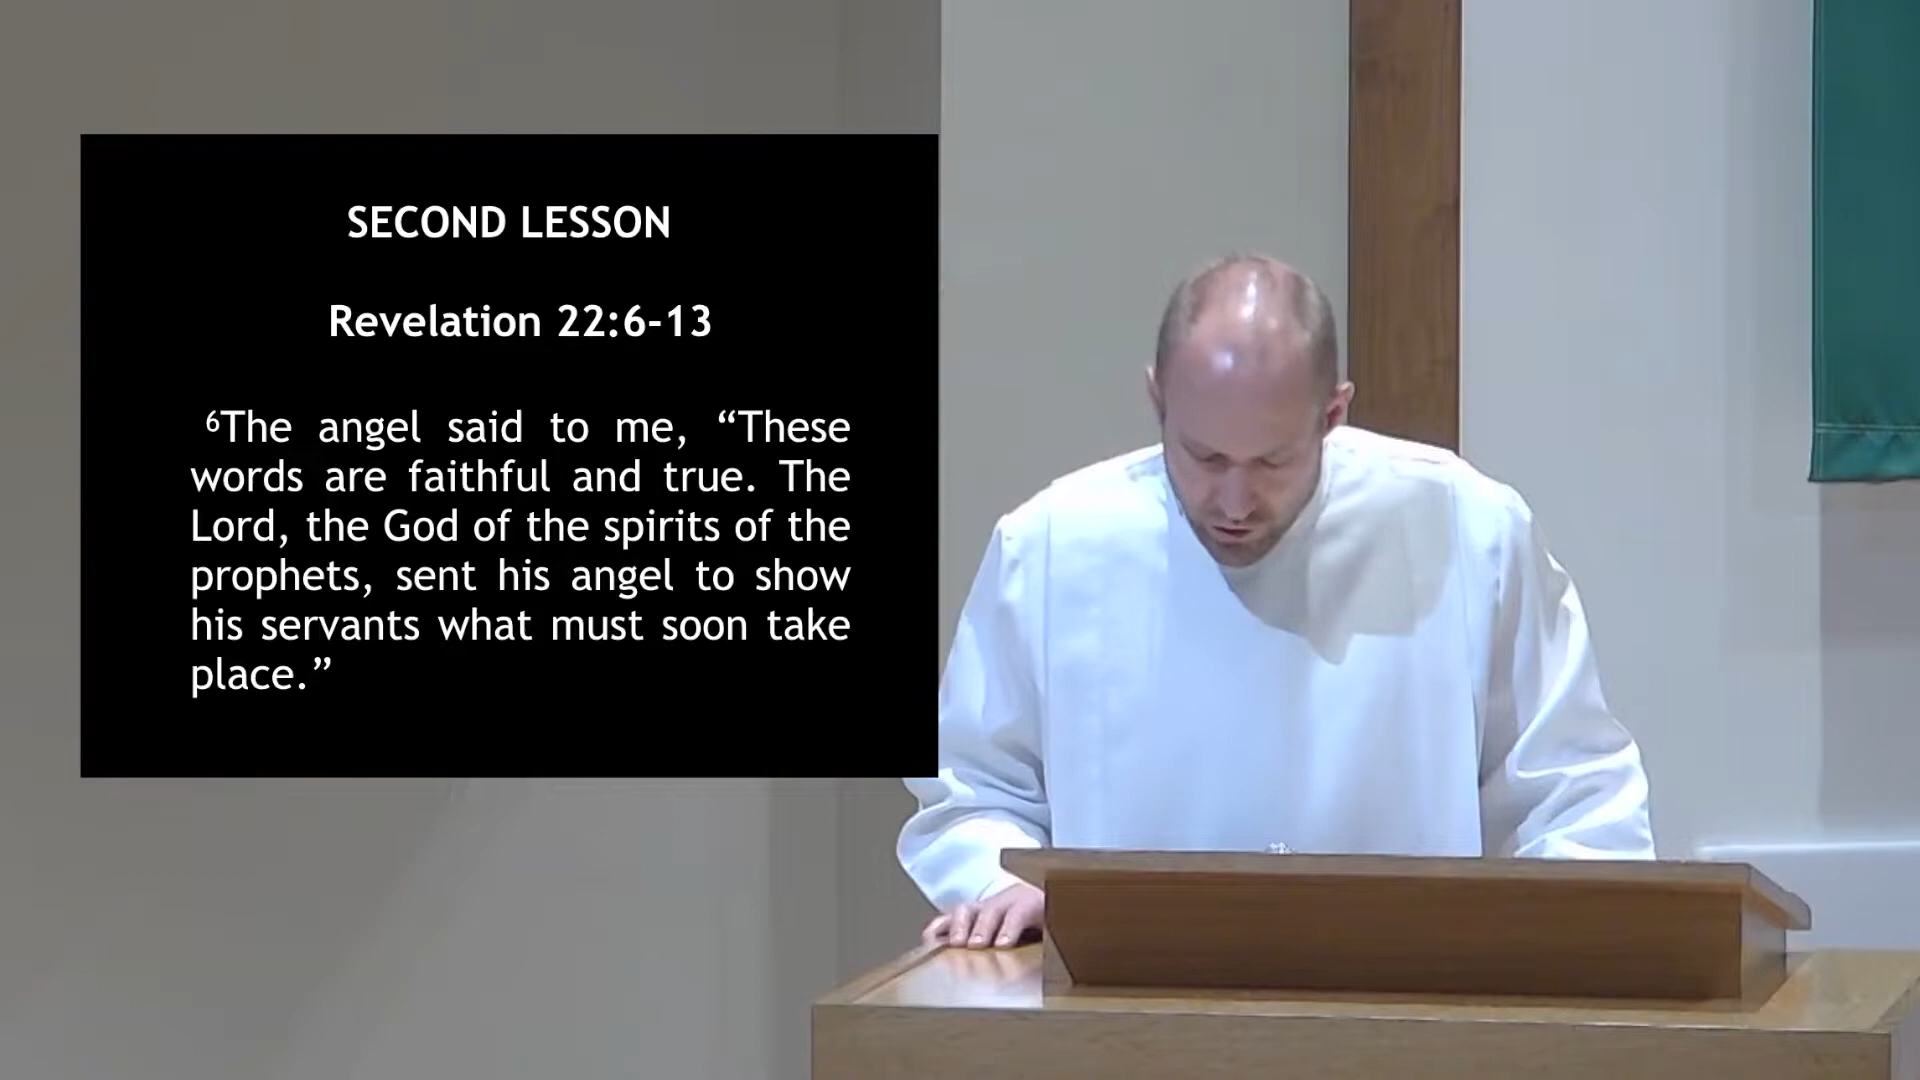 SECOND LESSON
Revelation 22:6-13
⁶The angel said to me, “These
words are faithful and true. The
Lord, the God of the spirits of the
prophets, sent his angel to show
his servants what must soon take
place.”